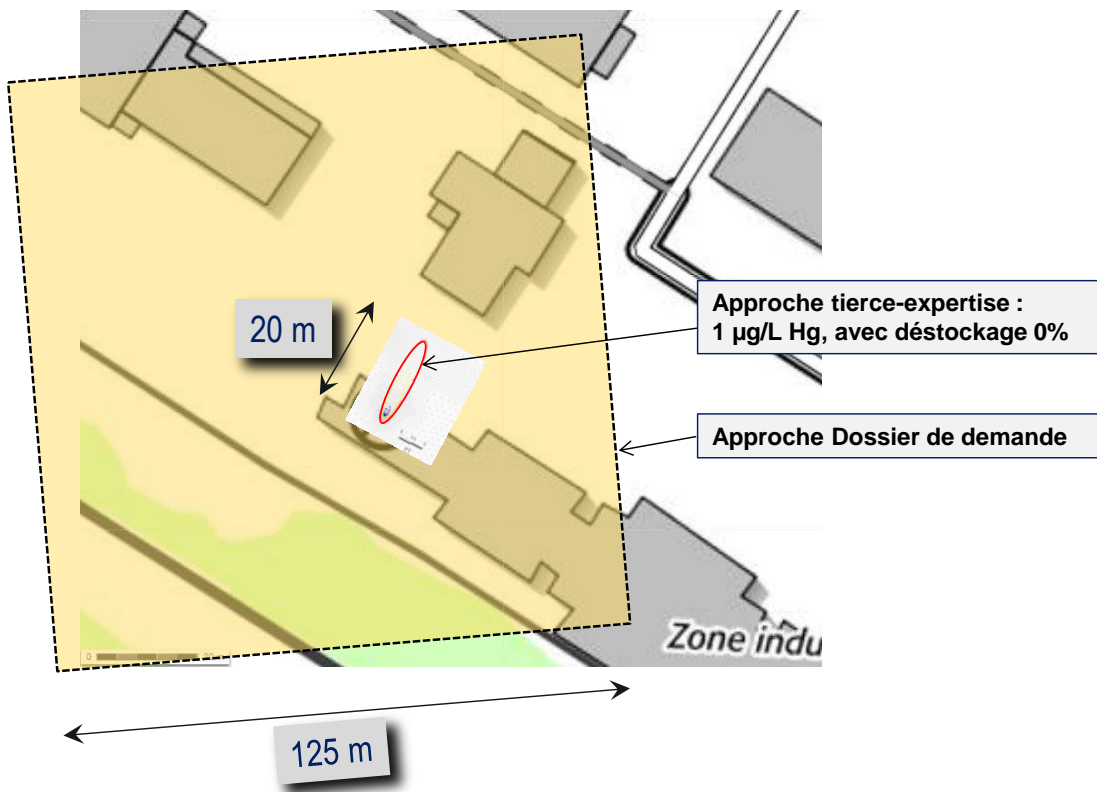 20 m
Approche tierce-expertise :
1 µg/L Hg, avec déstockage 0%
Approche Dossier de demande
Zone indu
125 m